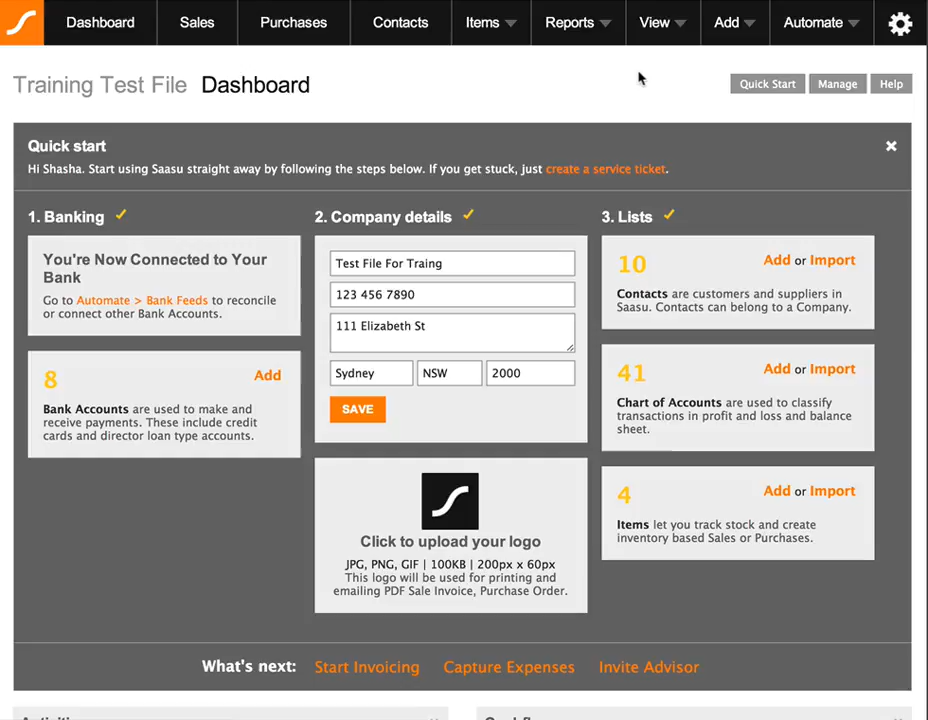 Dashboard Sales Purchases Contacts Items Reports View Add Automate
Training Test File Dashboard
Quick Start Manage Help
Quick start
Hi Shasha. Start using Saasu straight away by following the steps below. If you get stuck, just create a service ticket.
1. Banking
You're Now Connected to Your
Bank
Go to Automate > Bank Feeds to reconcile
or connect other Bank Accounts.
8 Add
Bank Accounts are used to make and
receive payments. These include credit
cards and director loan type accounts.
2. Company details
Test File For Traing
123 456 7890
111 Elizabeth St
Sydney NSW 2000
SAVE
Click to upload your logo
JPG, PNG, GIF | 100KB | 200px x 60px
This logo will be used for printing and
emailing PDF Sale Invoice, Purchase Order.
3. Lists
10 Add or Import
Contacts are customers and suppliers in
Saasu. Contacts can belong to a Company.
41 Add or Import
Chart of Accounts are used to classify
transactions in profit and loss and balance
sheet.
4 Add or Import
Items let you track stock and create
inventory based Sales or Purchases.
What's next: Start Invoicing Capture Expenses Invite Advisor